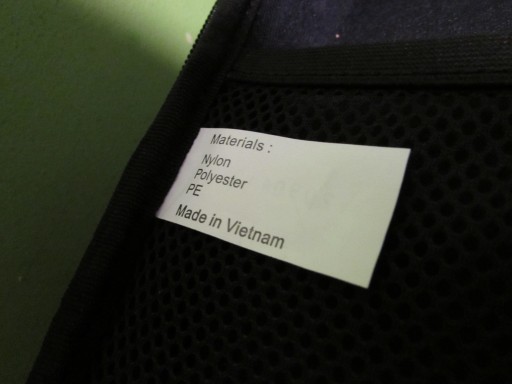 Materials :
Nylon
Polyester
PE
Made in Vietnam